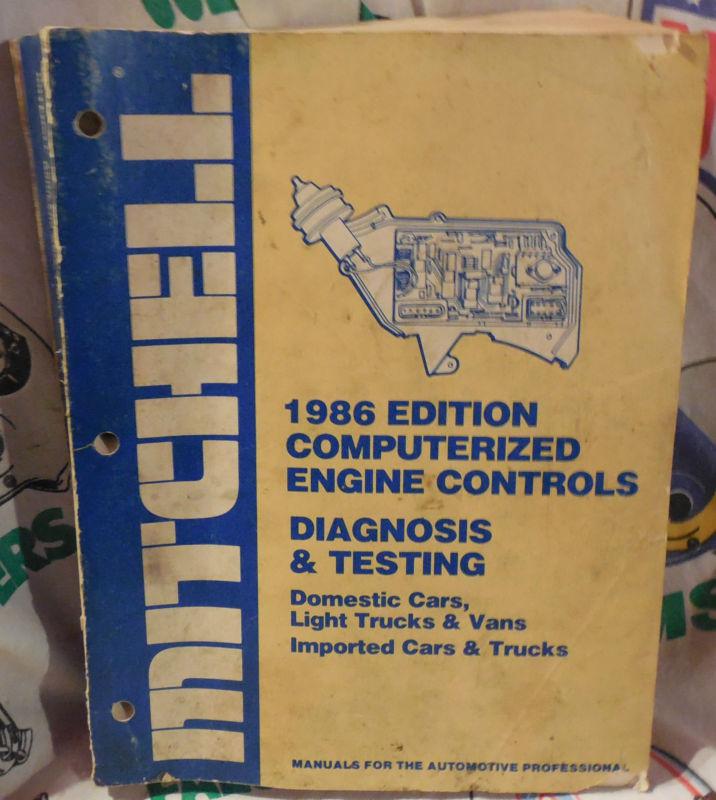 MITCHELL
1986 EDITION
COMPUTERIZED
ENGINE CONTROLS
DIAGNOSIS
& TESTING
Domestic Cars,
Light Trucks & Vans
Imported Cars & Trucks
MANUALS FOR THE AUTOMOTIVE PROFESSIONAL